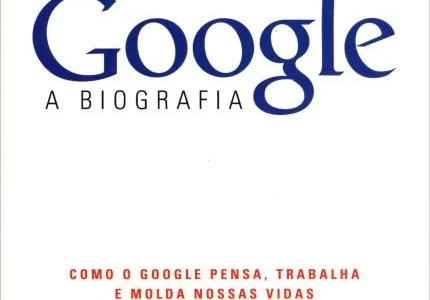 Google
A BIOGRAFIA
COMO O GOOGLE PENSA, TRABALHA
E MOLDA NOSSAS VIDAS